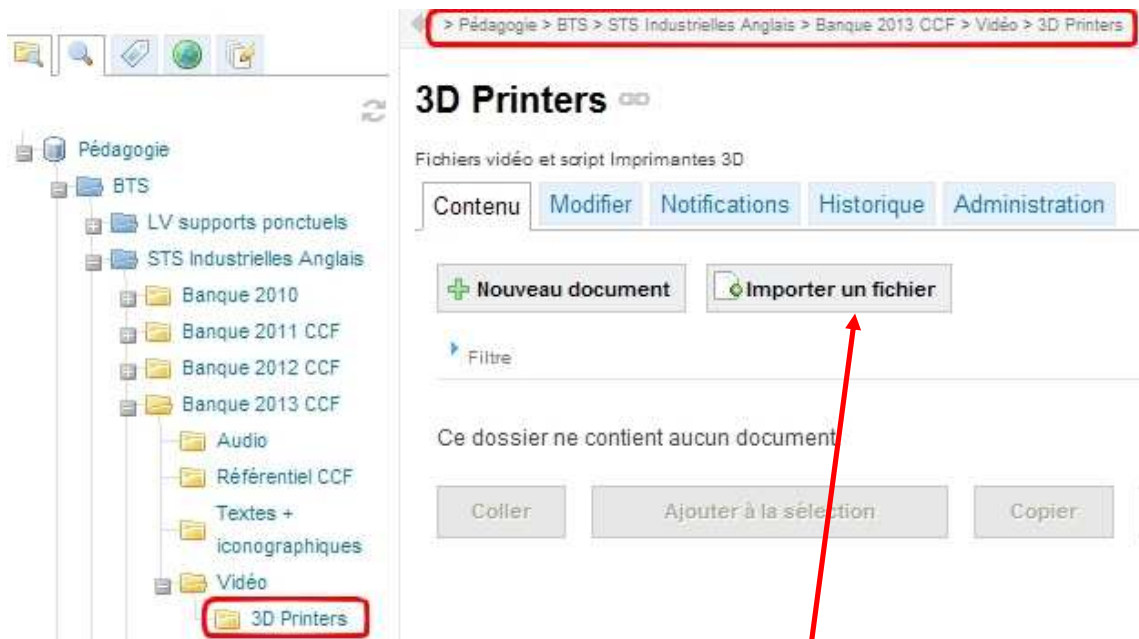 > Pédagogie > BTS > STS Industrielles Anglais > Banque 2013 CCF > Vidéo > 3D Printers
Pédagogie
BTS
LV supports ponctuels
STS Industrielles Anglais
Banque 2010
Banque 2011 CCF
Banque 2012 CCF
Banque 2013 CCF
Audio
Référentiel CCF
Textes +
iconographiques
Vidéo
3D Printers
3D Printers
Fichiers vidéo et script Imprimantes 3D
Contenu Modifier Notifications Historique Administration
Nouveau document Importer un fichier
Filtre
Ce dossier ne contient aucun document
Coller Ajouter à la sélection Copier